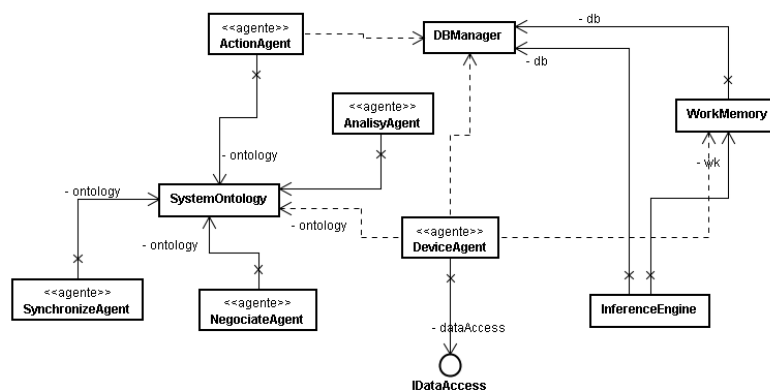 <<agente>>
ActionAgent
DBManager
- db
- db
<<agente>>
AnalisyAgent
WorkMemory
- wk
- ontology
- ontology
SystemOntology
- ontology
- ontology
<<agente>>
DeviceAgent
<<agente>>
SynchronizeAgent
<<agente>>
NegociateAgent
InferenceEngine
- dataAccess
IDataAccess